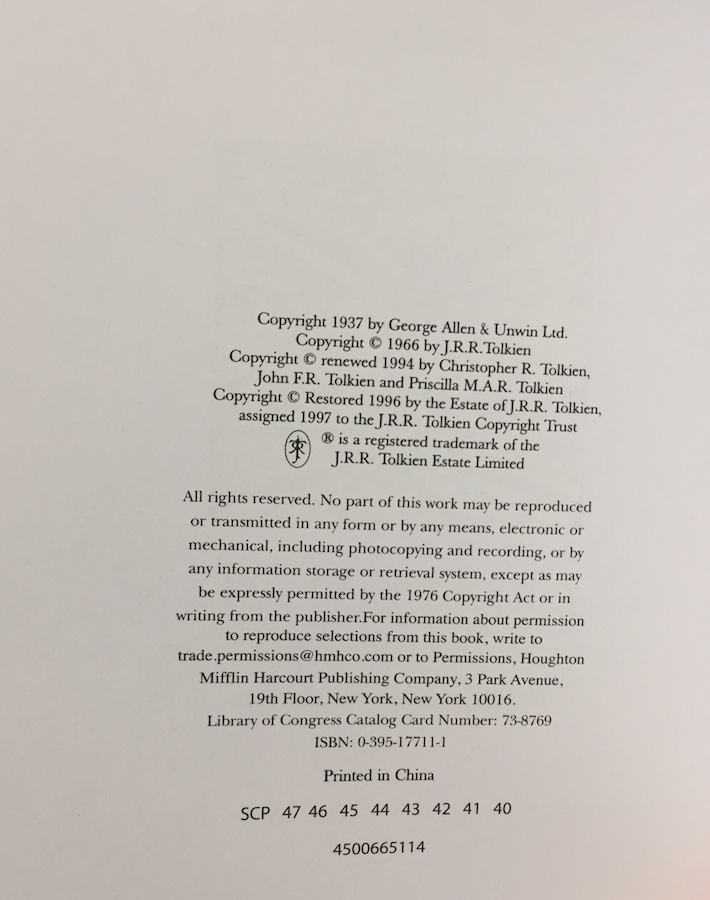 Copyright 1937 by George Allen & Unwin Ltd.
Copyright © 1966 by J.R.R.Tolkien
Copyright © renewed 1994 by Christopher R. Tolkien,
John F.R. Tolkien and Priscilla M.A.R. Tolkien
Copyright © Restored 1996 by the Estate of J.R.R. Tolkien,
assigned 1997 to the J.R.R. Tolkien Copyright Trust
® is a registered trademark of the
J.R.R. Tolkien Estate Limited
All rights reserved. No part of this work may be reproduced
or transmitted in any form or by any means, electronic or
mechanical, including photocopying and recording, or by
any information storage or retrieval system, except as may
be expressly permitted by the 1976 Copyright Act or in
writing from the publisher.For information about permission
to reproduce selections from this book, write to
trade.permissions@hmhco.com or to Permissions, Houghton
Mifflin Harcourt Publishing Company, 3 Park Avenue,
19th Floor, New York, New York 10016.
Library of Congress Catalog Card Number: 73-8769
ISBN: 0-395-17711-1
Printed in China
SCP 47 46 45 44 43 42 41 40
4500665114